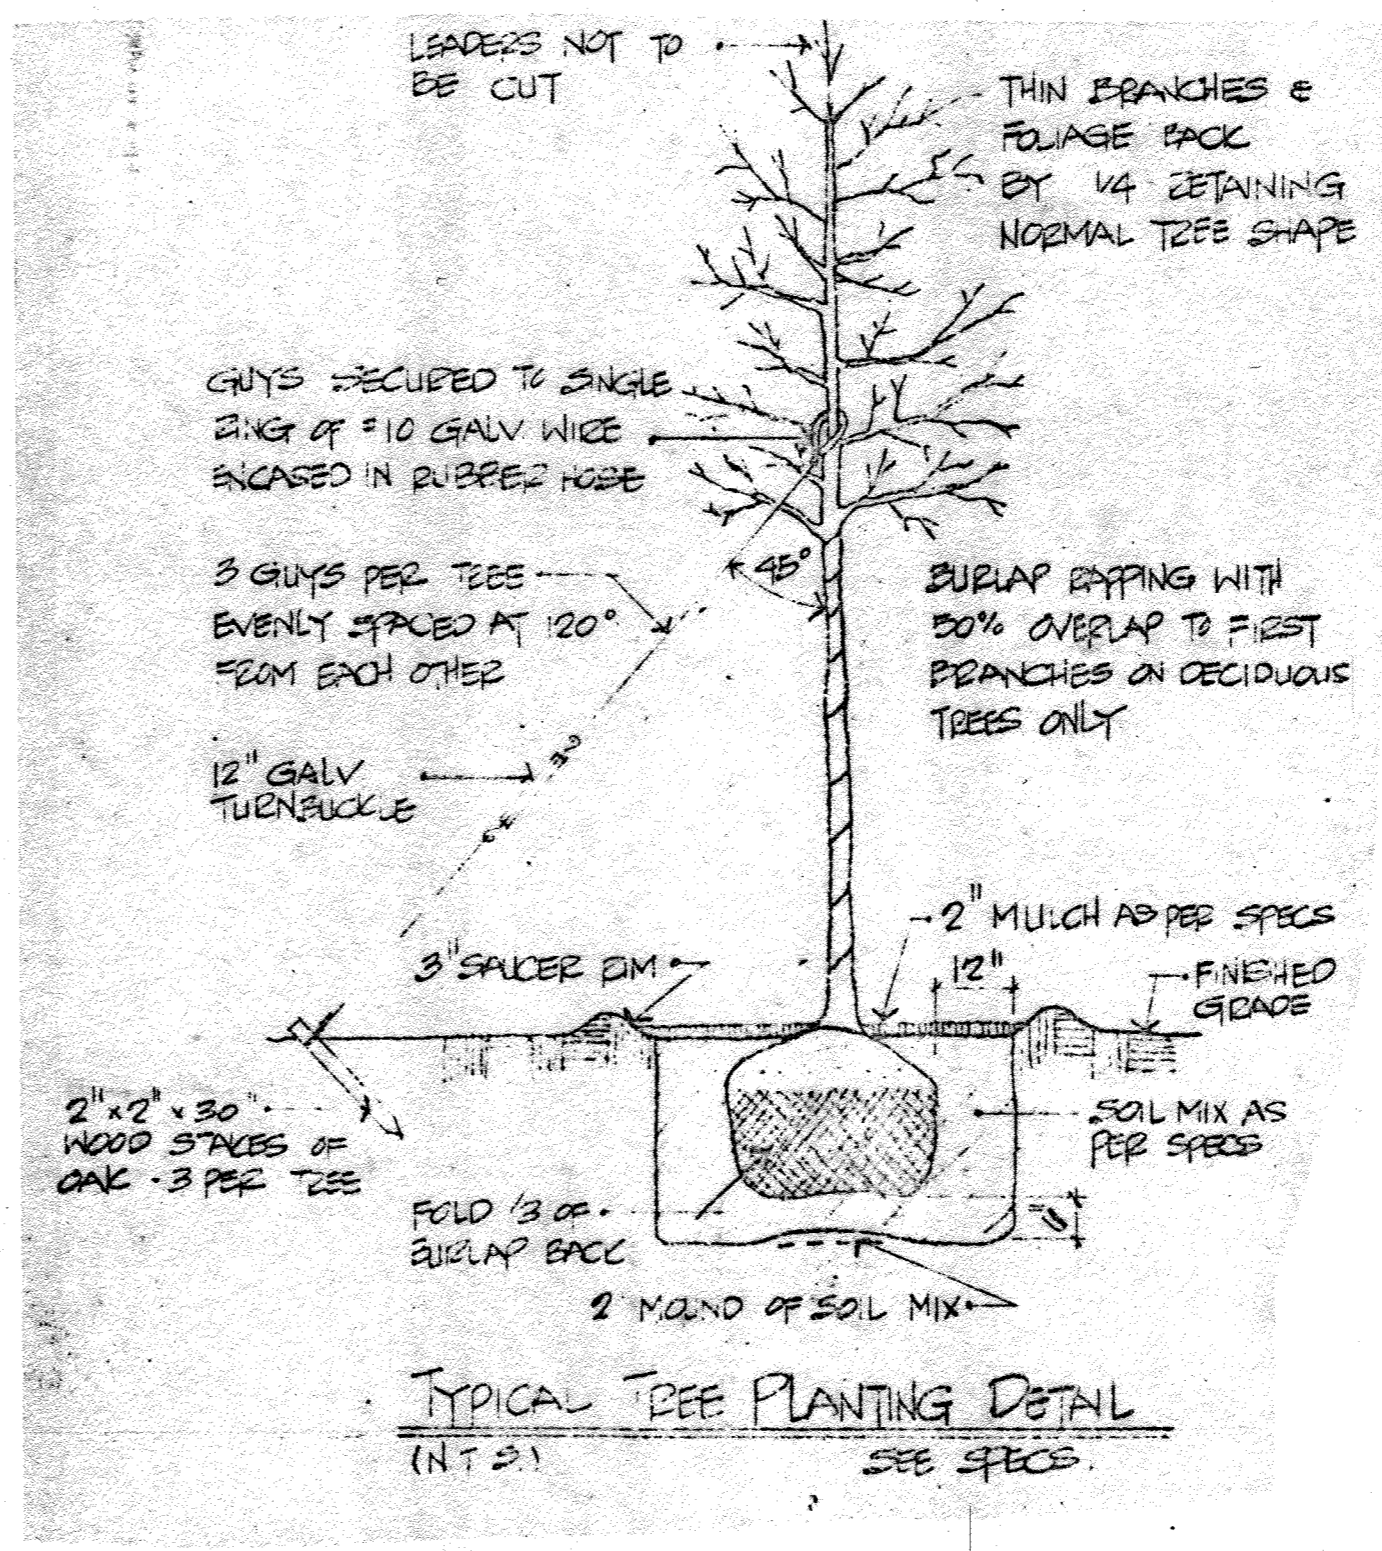 LEADERS NOT TO
BE CUT
THIN BRANCHES &
FOLIAGE BACK
BY 1/4 RETAINING
NORMAL TREE SHAPE
GUYS SECURED TO SINGLE
RING OF #10 GALV. WIRE
ENCASED IN RUBBER HOSE
3 GUYS PER TREE
EVENLY SPACED AT 120°
FROM EACH OTHER
45°
BURLAP RAPPING WITH
50% OVERLAP TO FIRST
BRANCHES ON DECIDUOUS
TREES ONLY
12" GALV
TURNBUCKLE
2" MULCH AS PER SPECS
3" SAUCER RIM
12"
FINISHED
GRADE
2" x 2" x 30"
WOOD STAKES OF
OAK - 3 PER TREE
SOIL MIX AS
PER SPECS
FOLD 1/3 OF
BURLAP BACK
2" MOUND OF SOIL MIX
TYPICAL TREE PLANTING DETAIL
(N.T.S.) SEE SPECS.